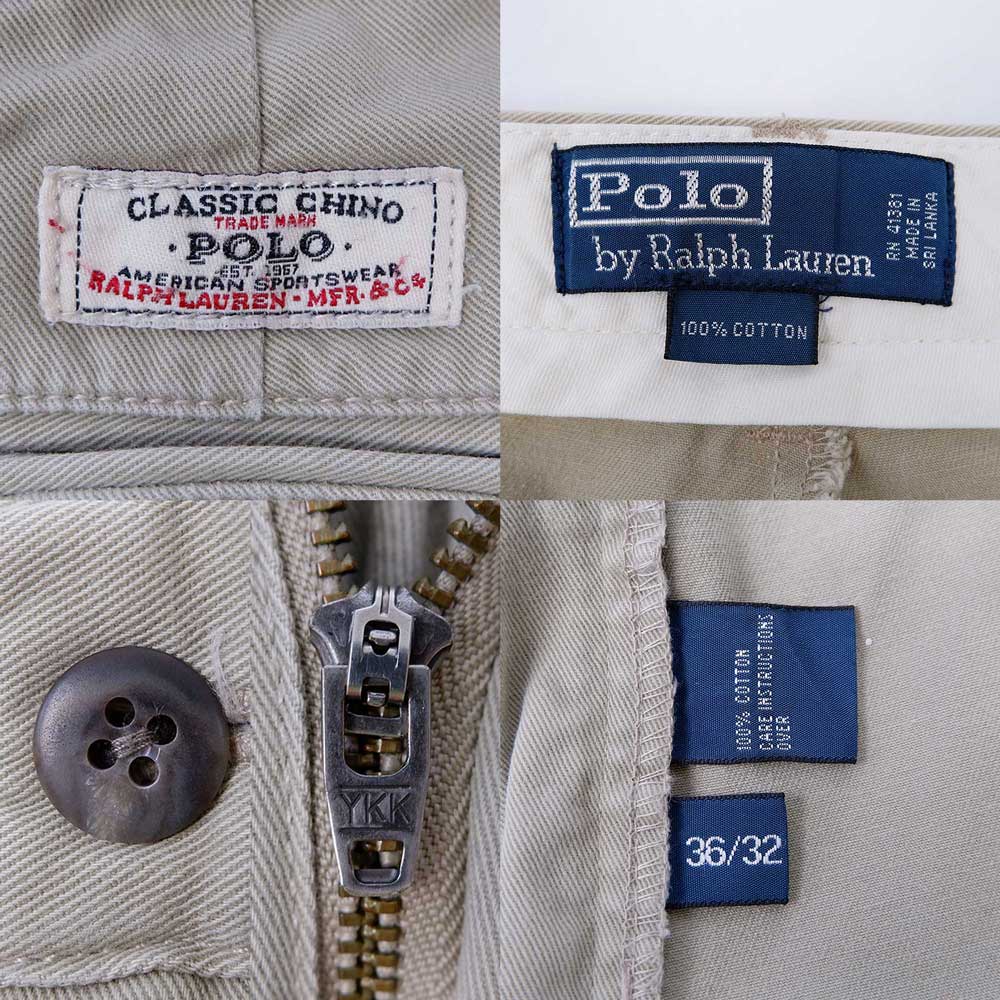 CLASSIC CHINO
TRADE MARK
· POLO ·
EST. 1967
AMERICAN SPORTSWEAR
RALPH LAUREN - MFR. & Co
Polo
by Ralph Lauren
RN 41381
MADE IN
SRI LANKA
100% COTTON
YKK
100% COTTON
CARE INSTRUCTIONS
OVER
36/32